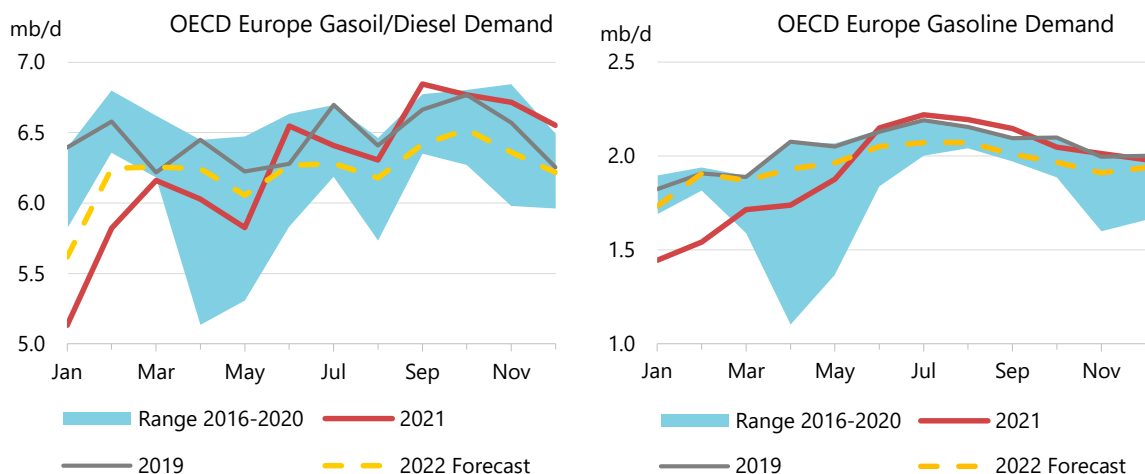 OECD Europe Gasoil/Diesel Demand
mb/d
7.0
6.5
6.0
5.5
5.0
Jan Mar May Jul Sep Nov
Range 2016-2020 2021
2019 2022 Forecast
OECD Europe Gasoline Demand
mb/d
2.5
2.0
1.5
1.0
Jan Mar May Jul Sep Nov
Range 2016-2020 2021
2019 2022 Forecast